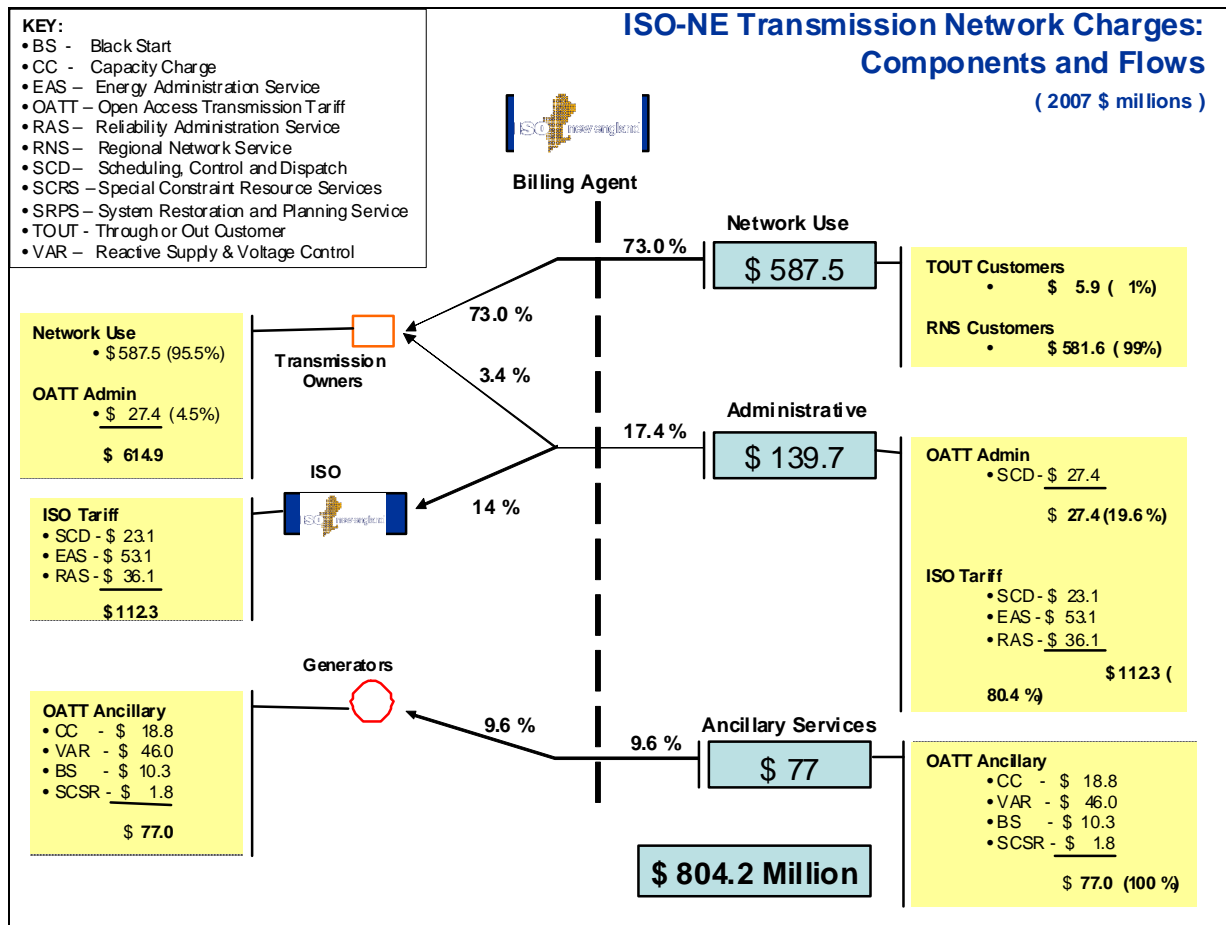 KEY:
• BS - Black Start
• CC - Capacity Charge
• EAS – Energy Administration Service
• OATT – Open Access Transmission Tariff
• RAS – Reliability Administration Service
• RNS – Regional Network Service
• SCD – Scheduling, Control and Dispatch
• SCRS – Special Constraint Resource Services
• SRPS – System Restoration and Planning Service
• TOUT - Through or Out Customer
• VAR – Reactive Supply & Voltage Control
ISO-NE Transmission Network Charges:
Components and Flows
( 2007 $ millions )
ISO new england
Billing Agent
Network Use
73.0 %
$ 587.5
TOUT Customers
• $ 5.9 ( 1%)
RNS Customers
• $ 581.6 ( 99%)
73.0 %
Network Use
• $ 587.5 (95.5%)
OATT Admin
• $ 27.4 (4.5%)
$ 614.9
Transmission
Owners
3.4 %
Administrative
17.4 %
$ 139.7
OATT Admin
• SCD - $ 27.4
$ 27.4 (19.6 %)
ISO Tariff
• SCD - $ 23.1
• EAS - $ 53.1
• RAS - $ 36.1
$ 112.3 (
80.4 %)
ISO
ISO new england
14 %
ISO Tariff
• SCD - $ 23.1
• EAS - $ 53.1
• RAS - $ 36.1
$ 112.3
Generators
OATT Ancillary
• CC - $ 18.8
• VAR - $ 46.0
• BS - $ 10.3
• SCSR - $ 1.8
$ 77.0
9.6 %
9.6 %
Ancillary Services
$ 77
OATT Ancillary
• CC - $ 18.8
• VAR - $ 46.0
• BS - $ 10.3
• SCSR - $ 1.8
$ 77.0 (100 %)
$ 804.2 Million